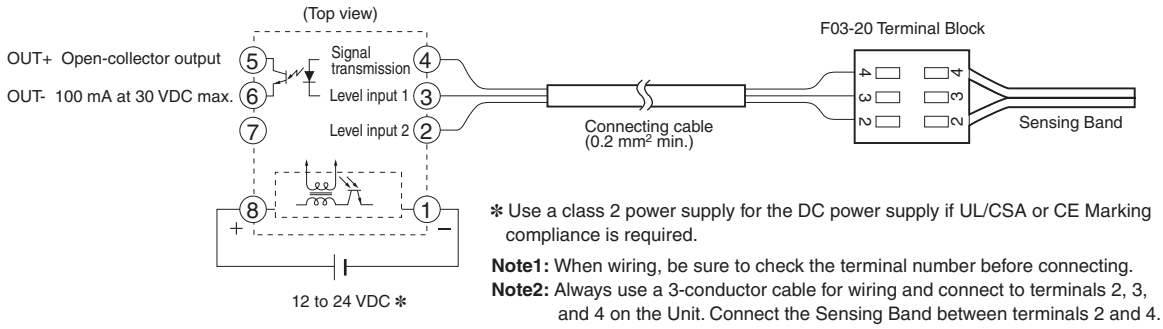 (Top view)
F03-20 Terminal Block
OUT+ Open-collector output
5
Signal
transmission
4
OUT- 100 mA at 30 VDC max.
6
Level input 1
3
7
Level input 2
2
8
1
+
−
12 to 24 VDC ✻
Connecting cable
(0.2 mm² min.)
4
4
3
3
2
2
Sensing Band
✻ Use a class 2 power supply for the DC power supply if UL/CSA or CE Marking
compliance is required.
Note1: When wiring, be sure to check the terminal number before connecting.
Note2: Always use a 3-conductor cable for wiring and connect to terminals 2, 3,
and 4 on the Unit. Connect the Sensing Band between terminals 2 and 4.